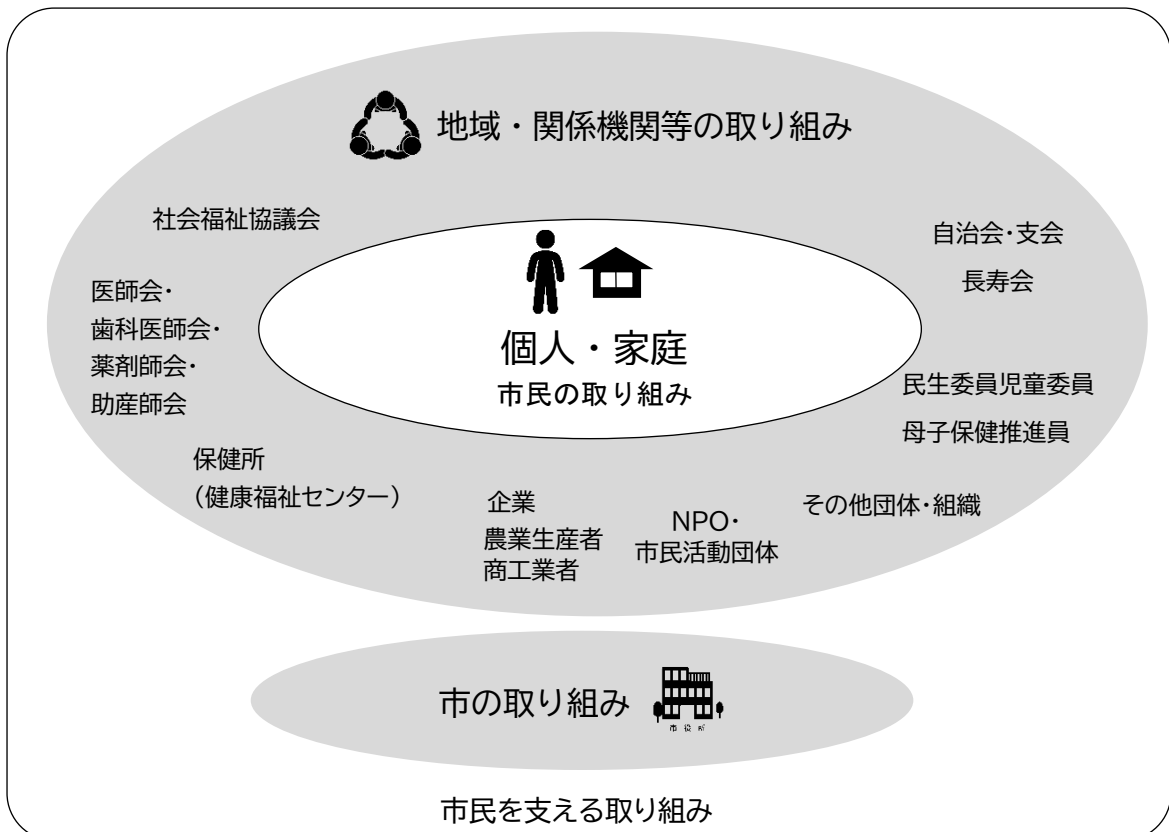 地域・関係機関等の取り組み
社会福祉協議会
自治会・支会
長寿会
医師会・
歯科医師会・
薬剤師会・
助産師会
個人・家庭
市民の取り組み
民生委員児童委員
母子保健推進員
保健所
（健康福祉センター）
企業
農業生産者
商工業者
NPO・
市民活動団体
その他団体・組織
市の取り組み
市役所
市民を支える取り組み